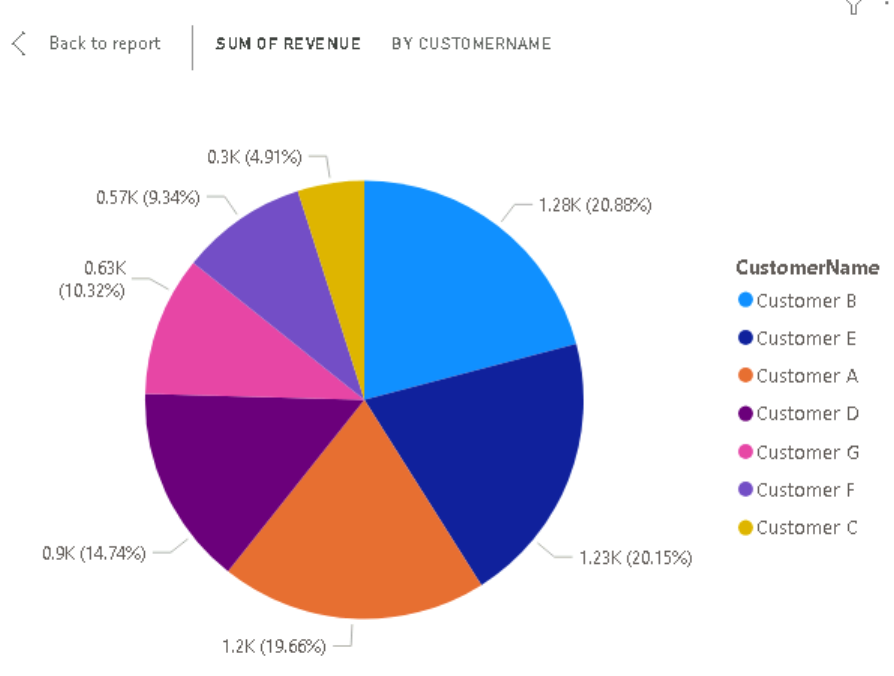 Back to report
SUM OF REVENUE
BY CUSTOMERNAME
0.3K (4.91%)
0.57K (9.34%)
1.28K (20.88%)
0.63K
(10.32%)
0.9K (14.74%)
1.23K (20.15%)
1.2K (19.66%)
CustomerName
Customer B
Customer E
Customer A
Customer D
Customer G
Customer F
Customer C